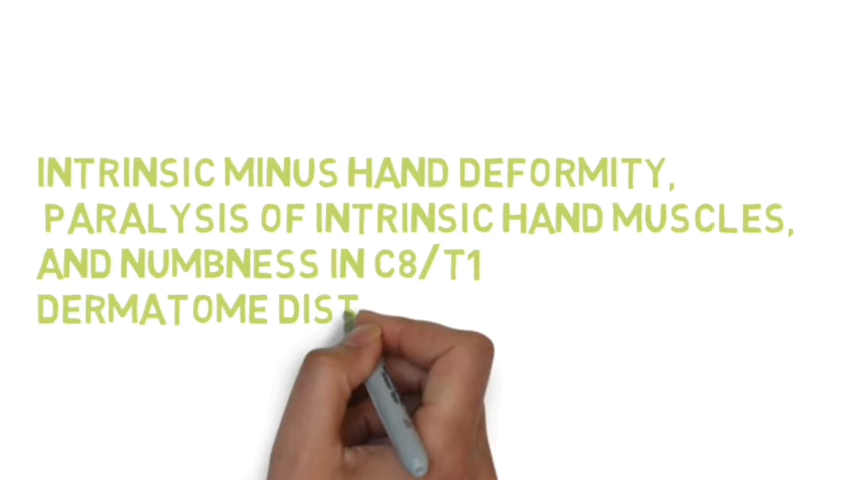 INTRINSIC MINUS HAND DEFORMITY,
PARALYSIS OF INTRINSIC HAND MUSCLES,
AND NUMBNESS IN C8/T1
DERMATOME DIST